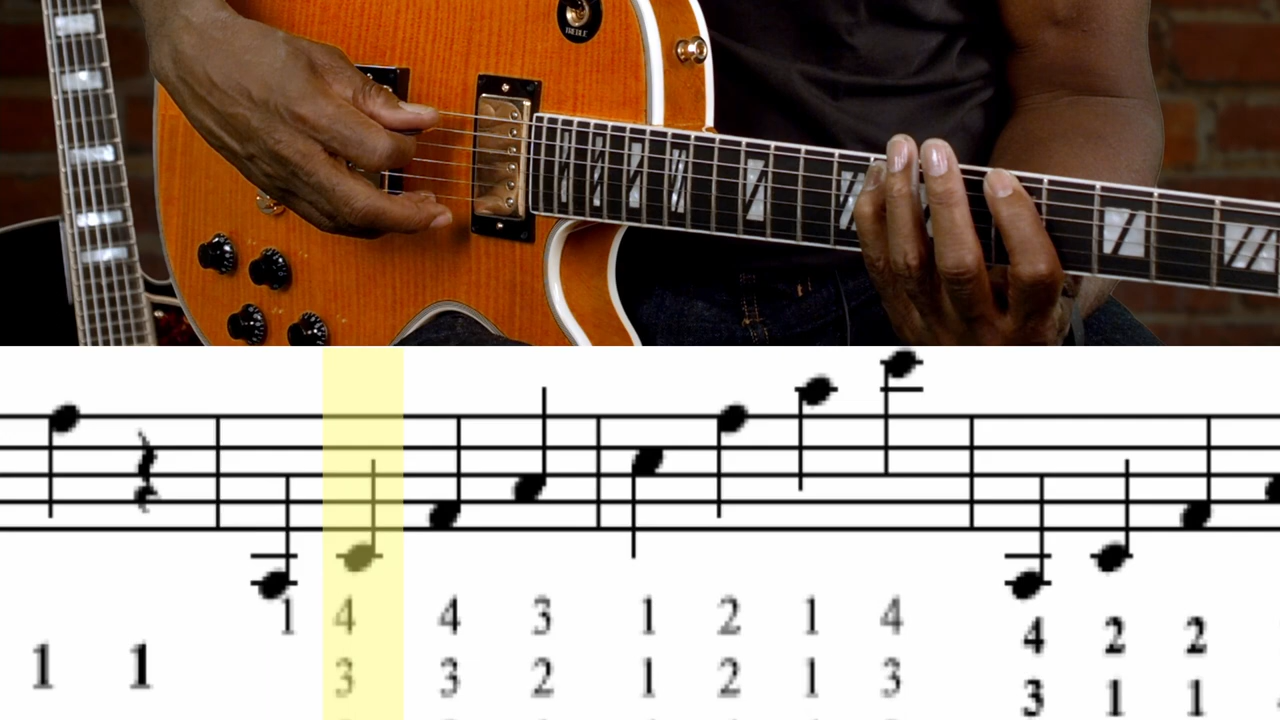 TREBLE
1 4 4 3 1 2 1 4 4 2 2
1 1 3 3 2 1 2 1 3 3 1 1